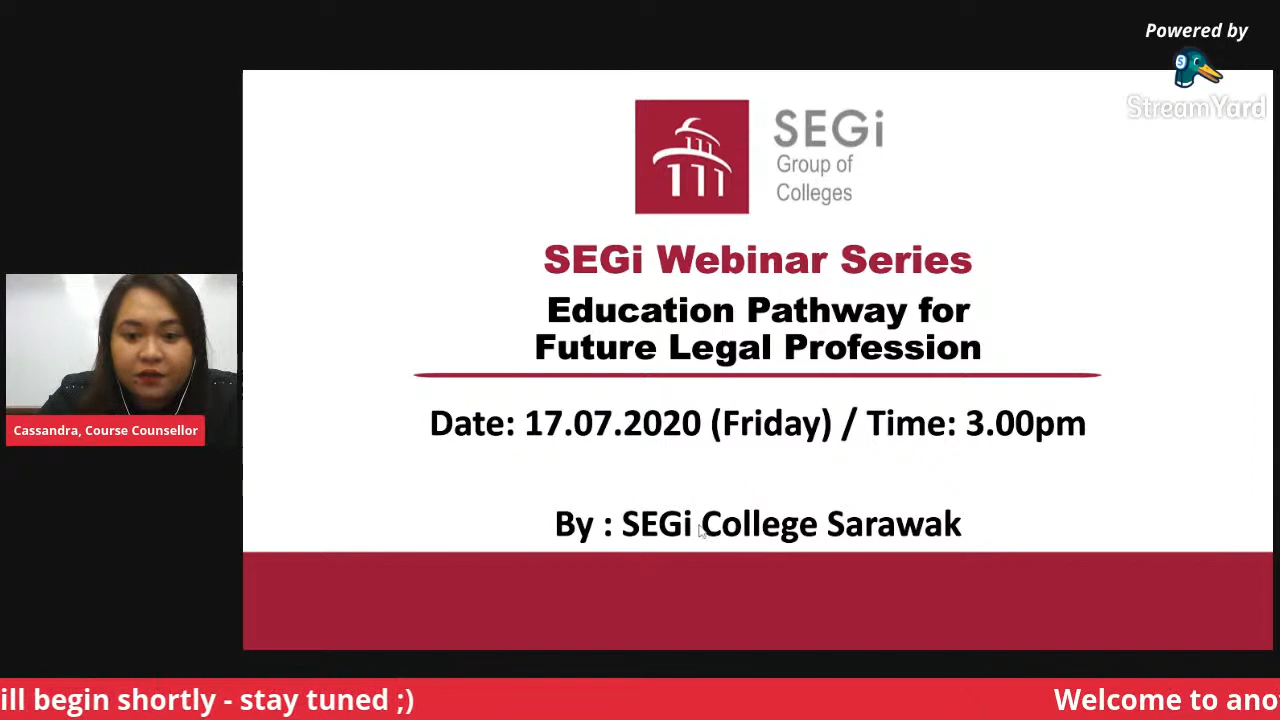 Powered by
StreamYard
SEGi
Group of
Colleges
SEGi Webinar Series
Education Pathway for
Future Legal Profession
Date: 17.07.2020 (Friday) / Time: 3.00pm
Cassandra, Course Counsellor
By : SEGi College Sarawak
ill begin shortly - stay tuned ;)
Welcome to ano